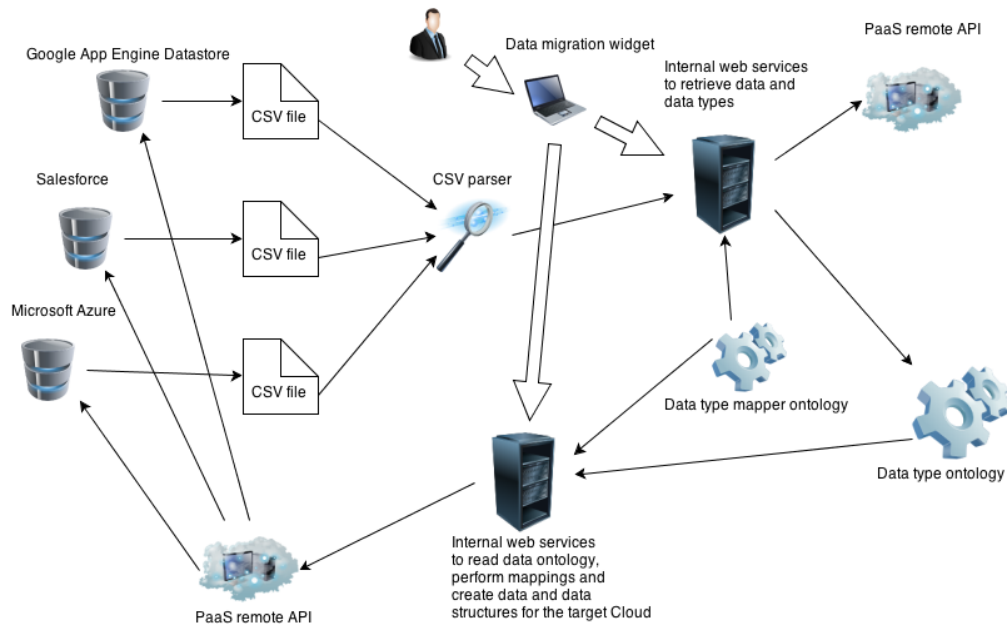 Google App Engine Datastore
CSV file
Data migration widget
Internal web services
to retrieve data and
data types
PaaS remote API
Salesforce
CSV file
CSV parser
Microsoft Azure
CSV file
Data type mapper ontology
Data type ontology
Internal web services
to read data ontology,
perform mappings and
create data and data
structures for the target Cloud
PaaS remote API